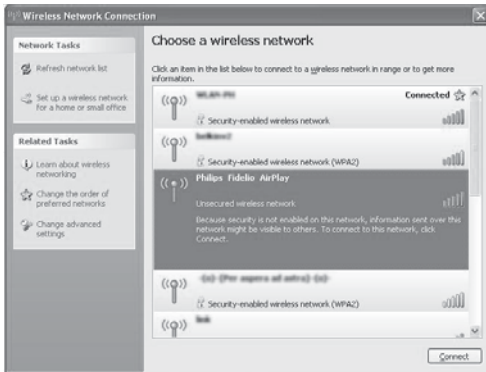 Wireless Network Connection
Network Tasks
Refresh network list
Set up a wireless network
for a home or small office
Related Tasks
Learn about wireless
networking
Change the order of
preferred networks
Change advanced
settings
Choose a wireless network
Click an item in the list below to connect to a wireless network in range or to get more
information.
Connected
Security-enabled wireless network
Security-enabled wireless network (WPA2)
Philips Fidelio AirPlay
Unsecured wireless network
Because security is not enabled on this network, information sent over this
network might be visible to others. To connect to this network, click
Connect.
Security-enabled wireless network (WPA2)
Connect